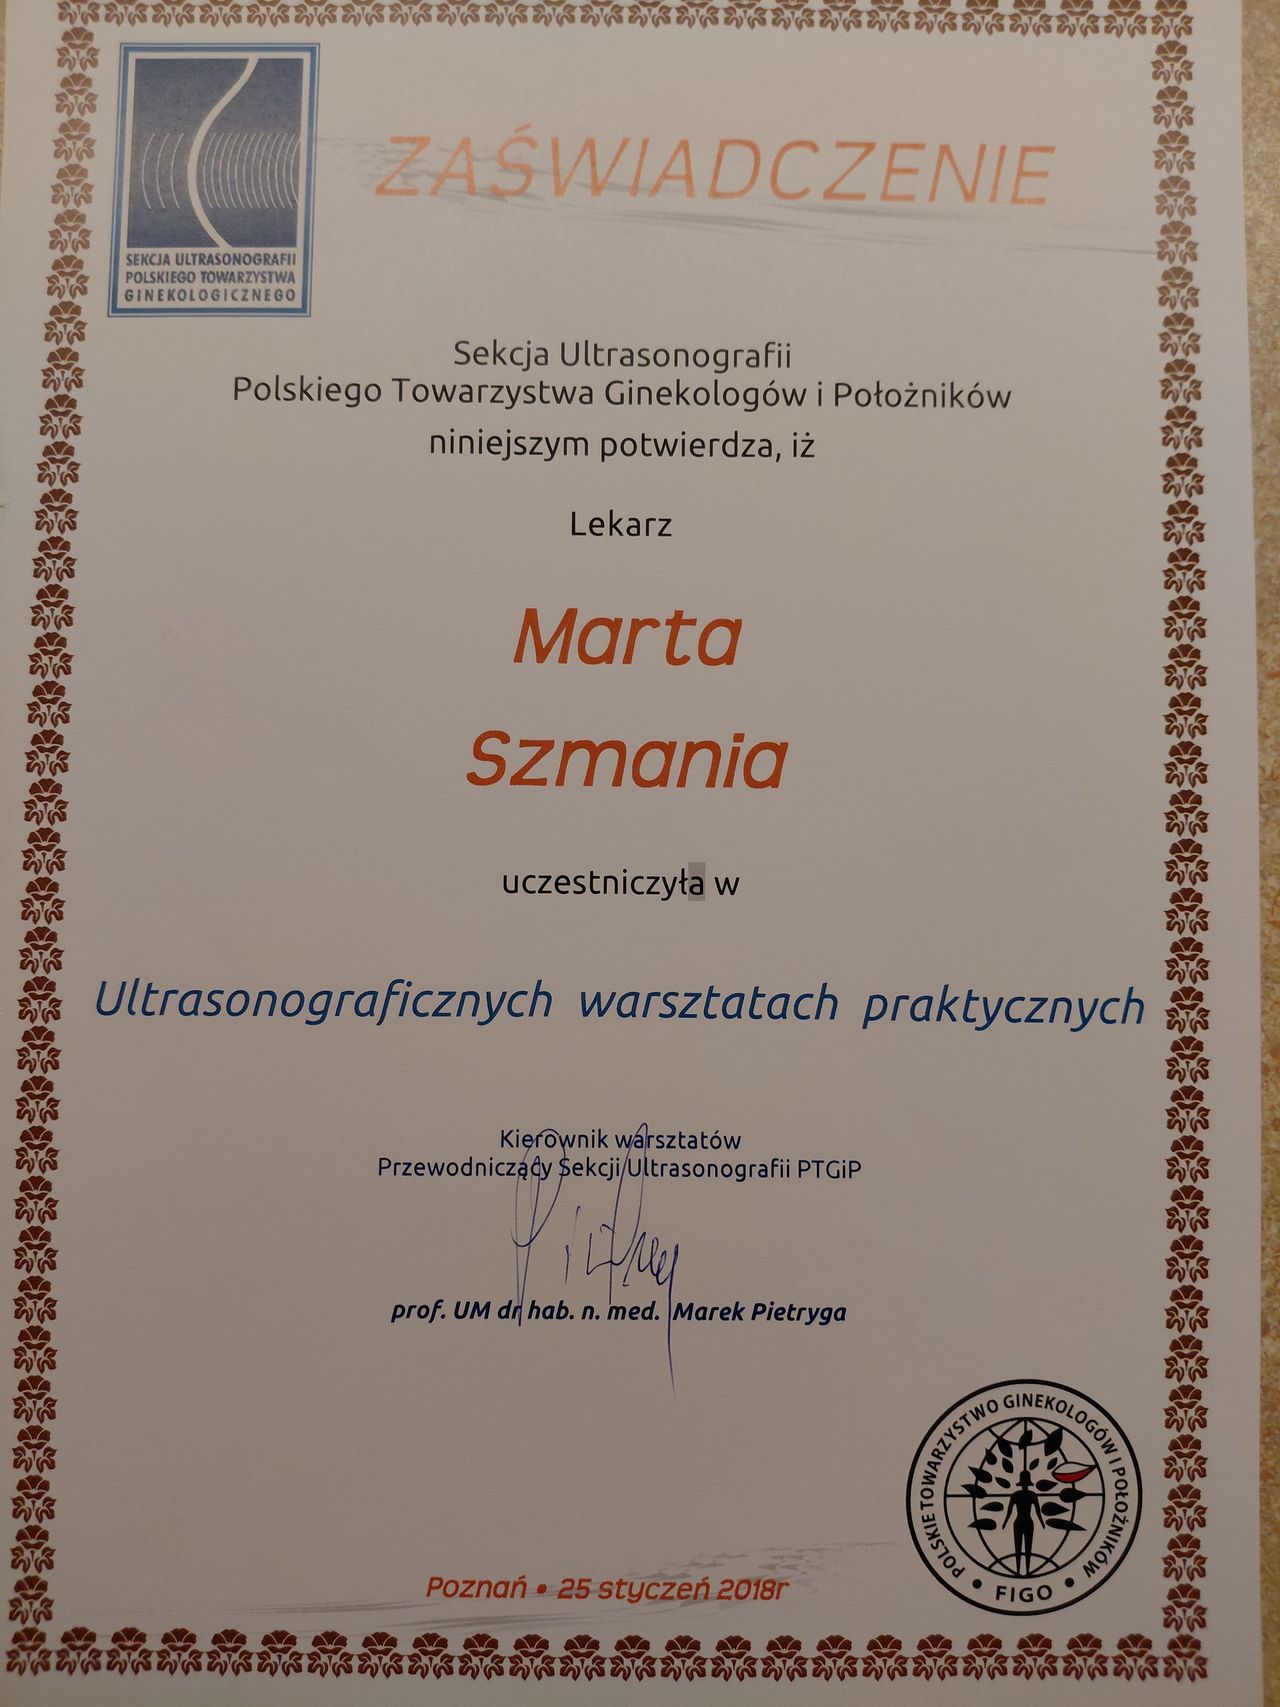 SEKCJA ULTRASONOGRAFII
POLSKIEGO TOWARZYSTWA
GINEKOLOGICZNEGO
ZAŚWIADCZENIE
Sekcja Ultrasonografii
Polskiego Towarzystwa Ginekologów i Położników
niniejszym potwierdza, iż
Lekarz
Marta
Szmania
uczestniczyła w
Ultrasonograficznych warsztatach praktycznych
Kierownik warsztatów
Przewodniczący Sekcji Ultrasonografii PTGiP
prof. UM dr hab. n. med. Marek Pietryga
POLSKIE TOWARZYSTWO GINEKOLOGÓW I POŁOŻNIKÓW
• FIGO •
Poznań • 25 styczeń 2018r